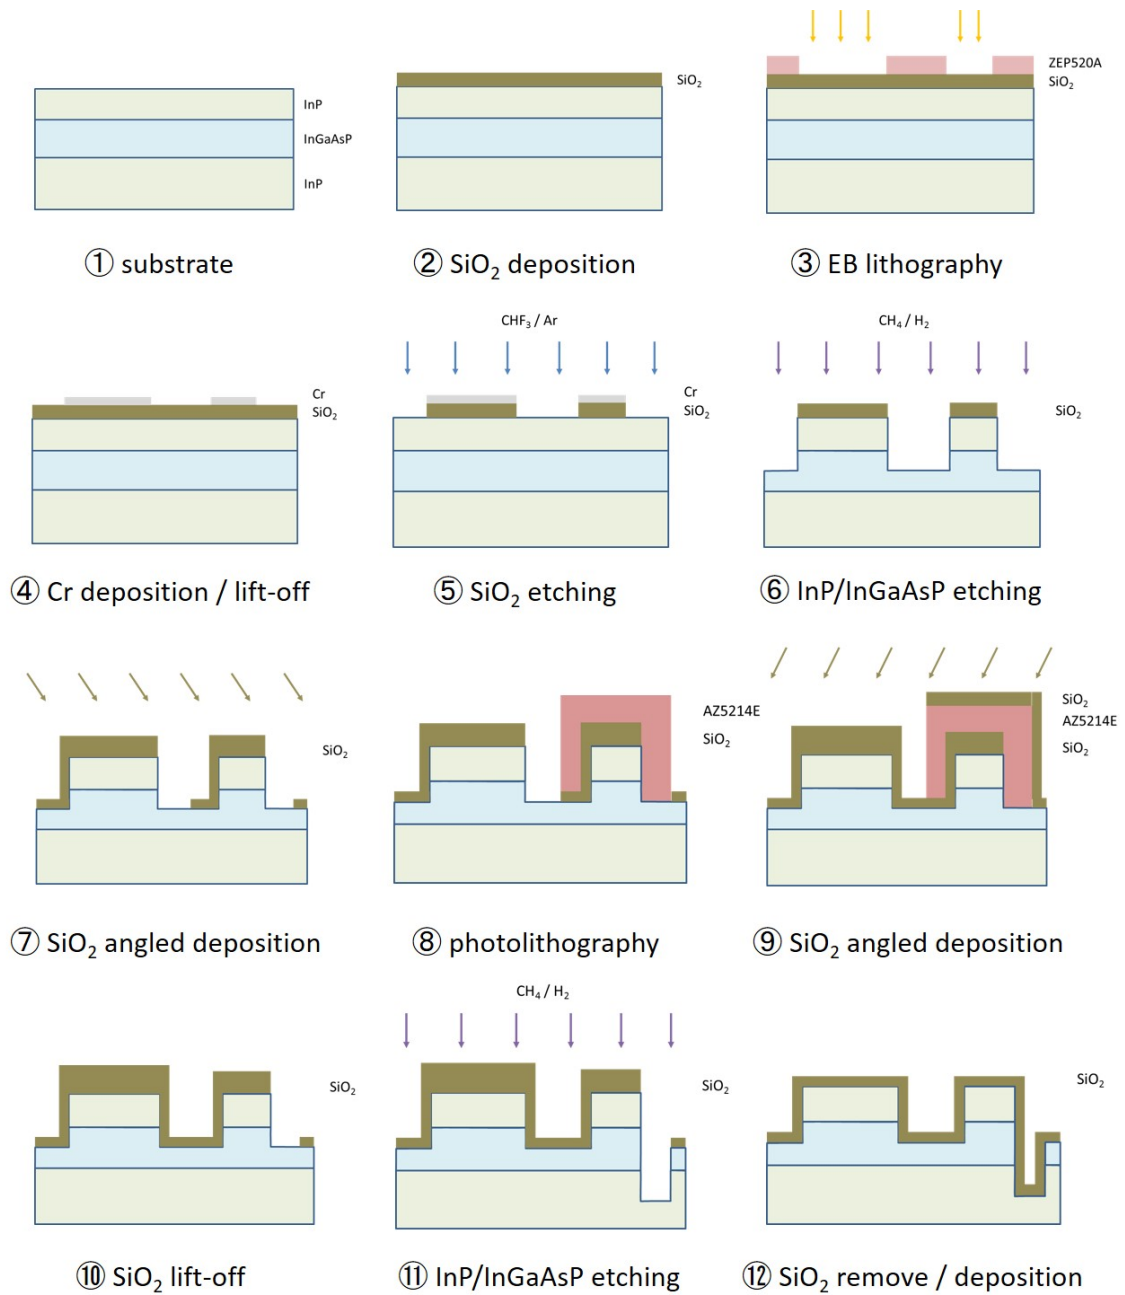 InP
InGaAsP
InP
① substrate
SiO₂
② SiO₂ deposition
ZEP520A
SiO₂
③ EB lithography
Cr
SiO₂
④ Cr deposition / lift-off
CHF₃ / Ar
Cr
SiO₂
⑤ SiO₂ etching
CH₄ / H₂
SiO₂
⑥ InP/InGaAsP etching
SiO₂
⑦ SiO₂ angled deposition
AZ5214E
SiO₂
⑧ photolithography
SiO₂
AZ5214E
SiO₂
⑨ SiO₂ angled deposition
SiO₂
⑩ SiO₂ lift-off
CH₄ / H₂
SiO₂
⑪ InP/InGaAsP etching
SiO₂
⑫ SiO₂ remove / deposition